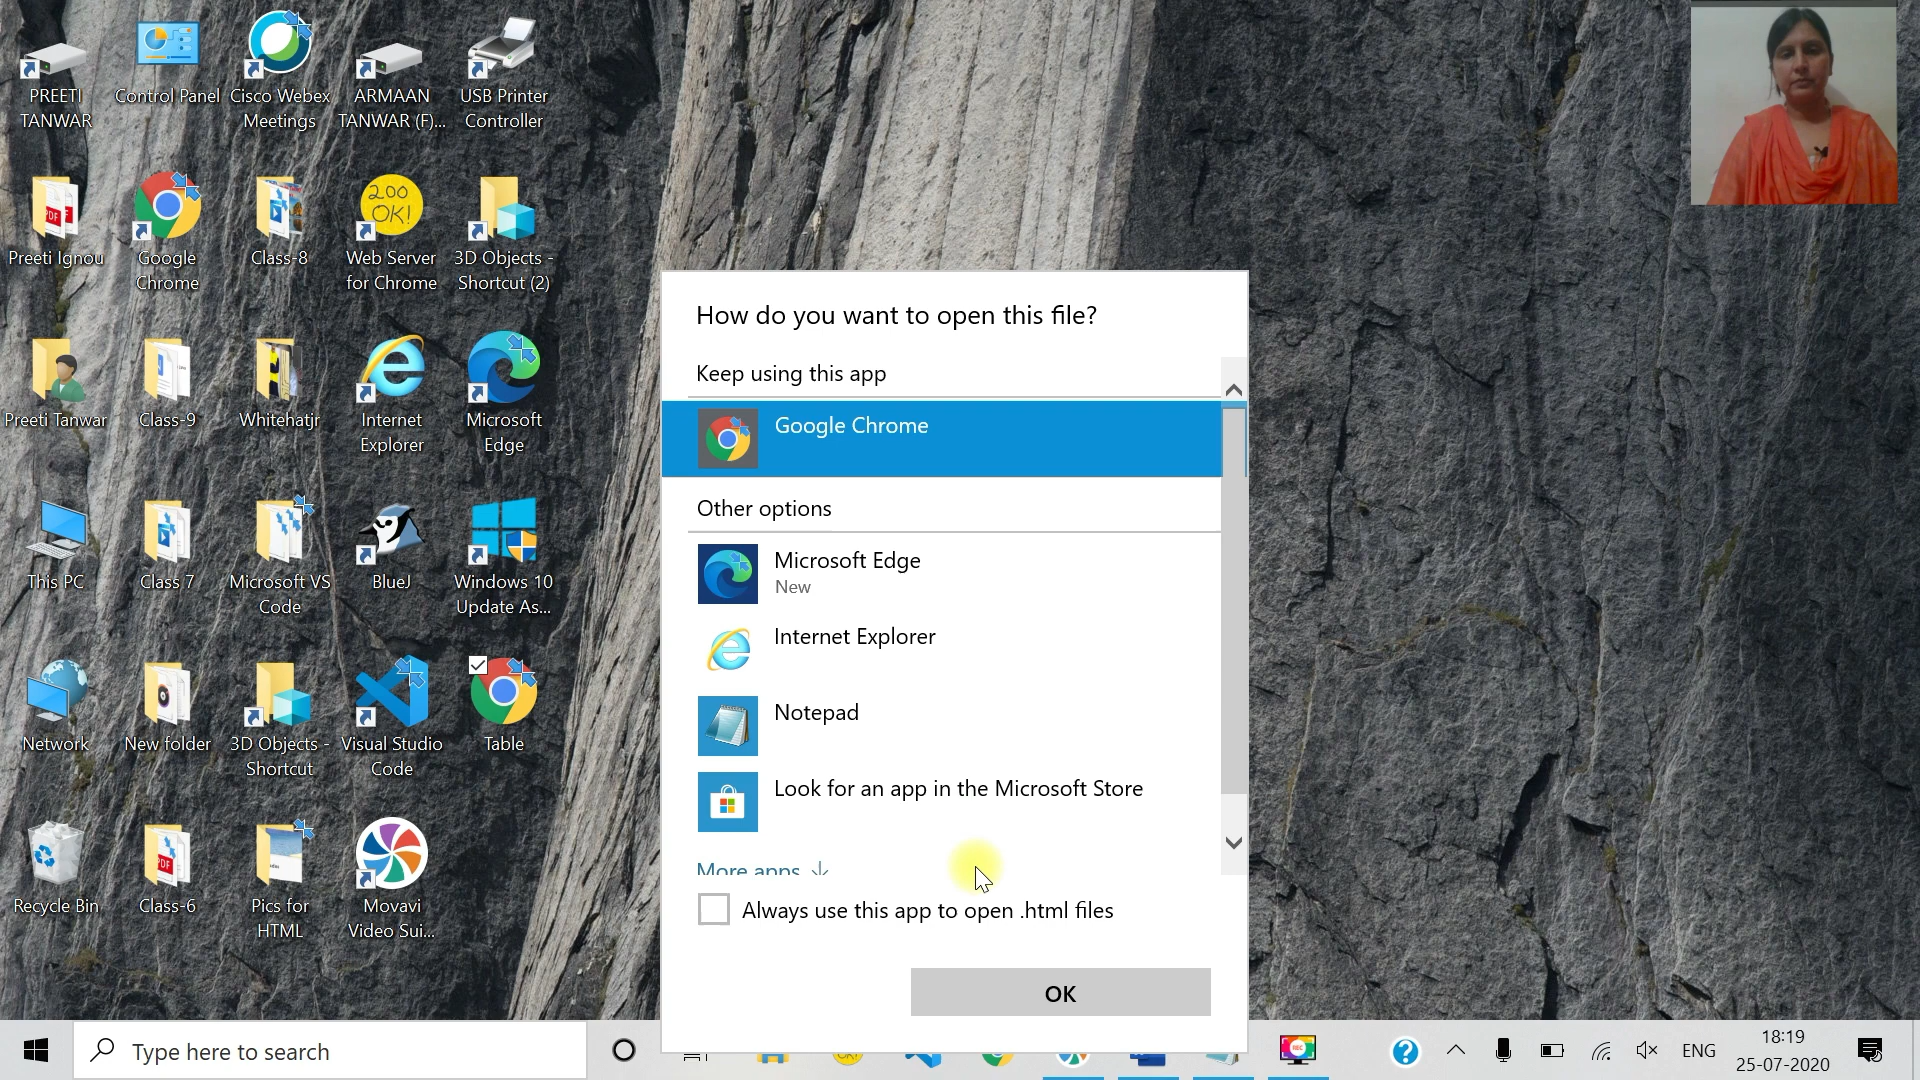 PREETI
TANWAR
Control Panel
Cisco Webex
Meetings
ARMAAN
TANWAR (F)...
USB Printer
Controller
PDF
Preeti Ignou
Google
Chrome
Class-8
200
OK!
Web Server
for Chrome
3D Objects -
Shortcut (2)
Preeti Tanwar
Class-9
Whitehatjr
Internet
Explorer
Microsoft
Edge
This PC
Class 7
Microsoft VS
Code
BlueJ
Windows 10
Update As...
Network
New folder
3D Objects -
Shortcut
Visual Studio
Code
Table
Recycle Bin
PDF
Class-6
Pics for
HTML
Movavi
Video Sui...
How do you want to open this file?
Keep using this app
Google Chrome
Other options
Microsoft Edge
New
Internet Explorer
Notepad
Look for an app in the Microsoft Store
More apps
Always use this app to open .html files
OK
Type here to search
REC
ENG
18:19
25-07-2020